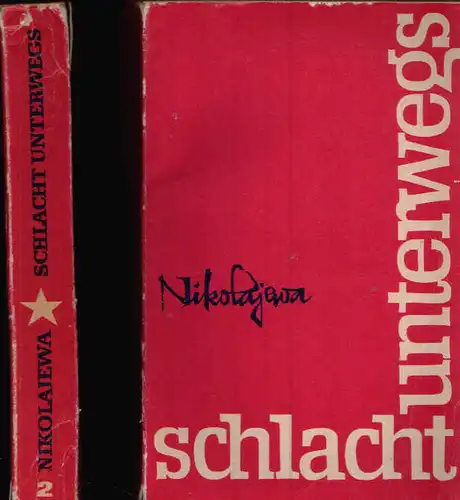 2 NIKOLAJEWA ★ SCHLACHT UNTERWEGS
Nikolajewa
schlacht
unterwegs